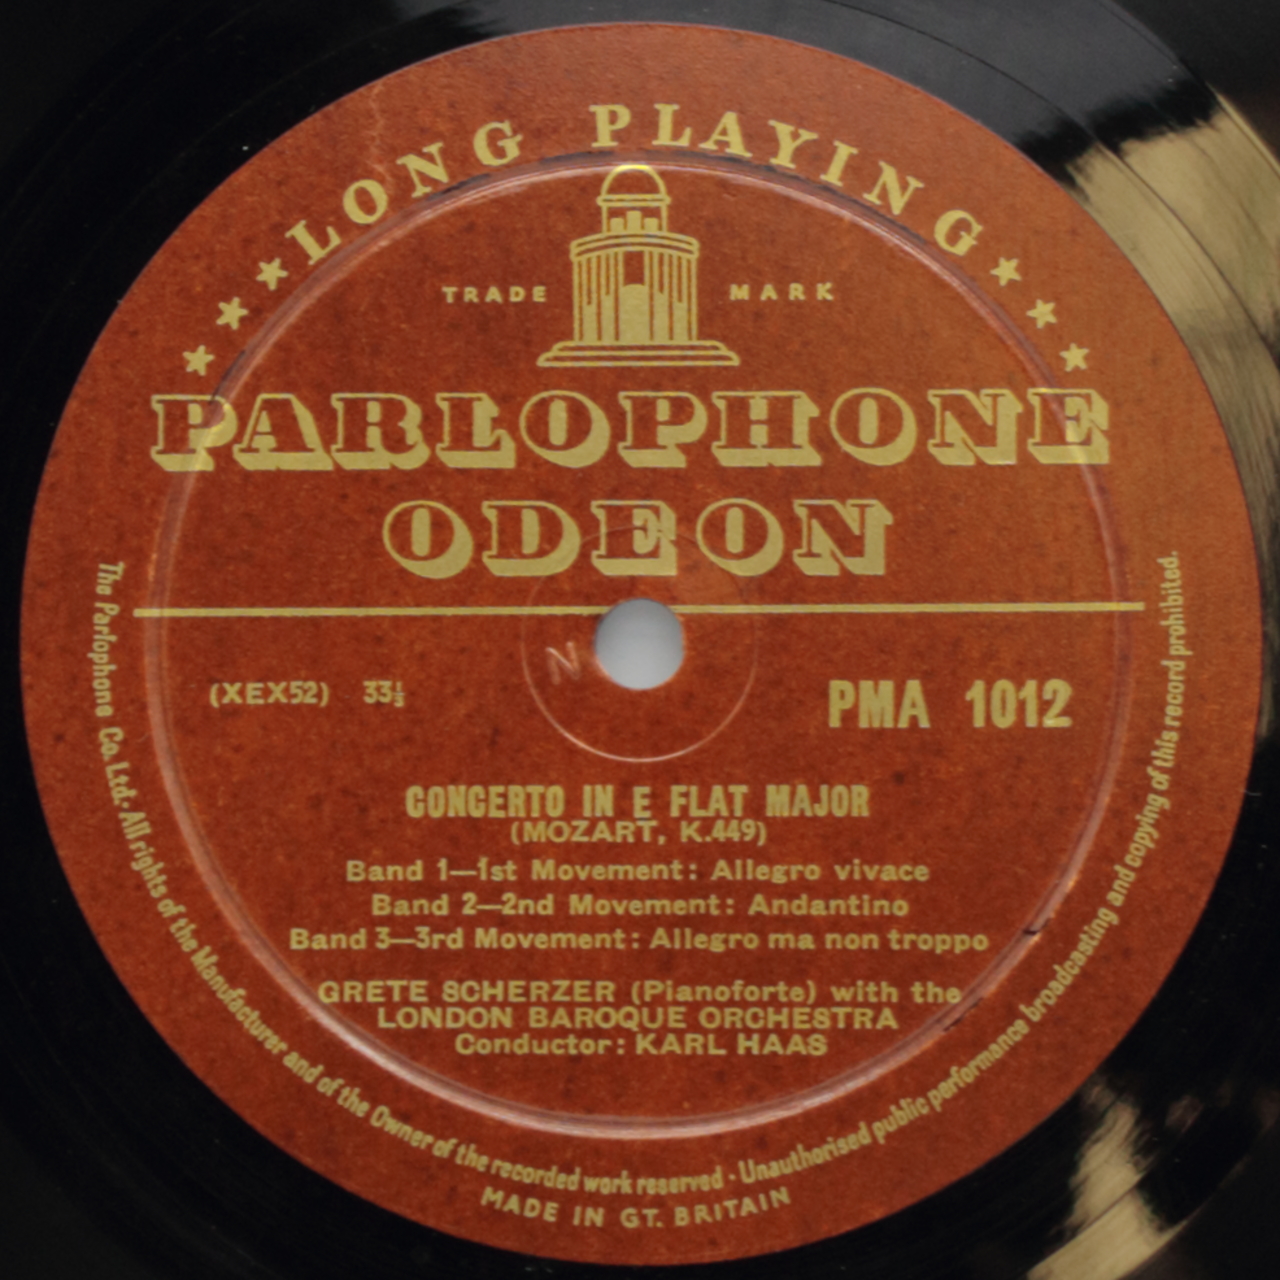 LONG PLAYING
TRADE MARK
PARLOPHONE
ODEON
N
(XEX52) 33⅓
PMA 1012
CONCERTO IN E FLAT MAJOR
(MOZART, K.449)
Band 1—1st Movement: Allegro vivace
Band 2—2nd Movement: Andantino
Band 3—3rd Movement: Allegro ma non troppo
GRETE SCHERZER (Pianoforte) with the
LONDON BAROQUE ORCHESTRA
Conductor: KARL HAAS
The Parlophone Co. Ltd. All rights of the Manufacturer and of the Owner of the recorded work reserved · Unauthorised public performance broadcasting and copying of this record prohibited.
MADE IN GT. BRITAIN